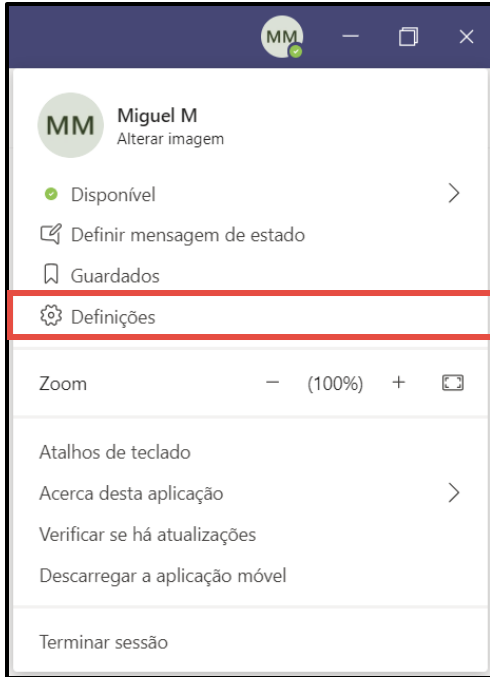 MM
MM
Miguel M
Alterar imagem
Disponível
Definir mensagem de estado
Guardados
Definições
Zoom − (100%) +
Atalhos de teclado
Acerca desta aplicação
Verificar se há atualizações
Descarregar a aplicação móvel
Terminar sessão